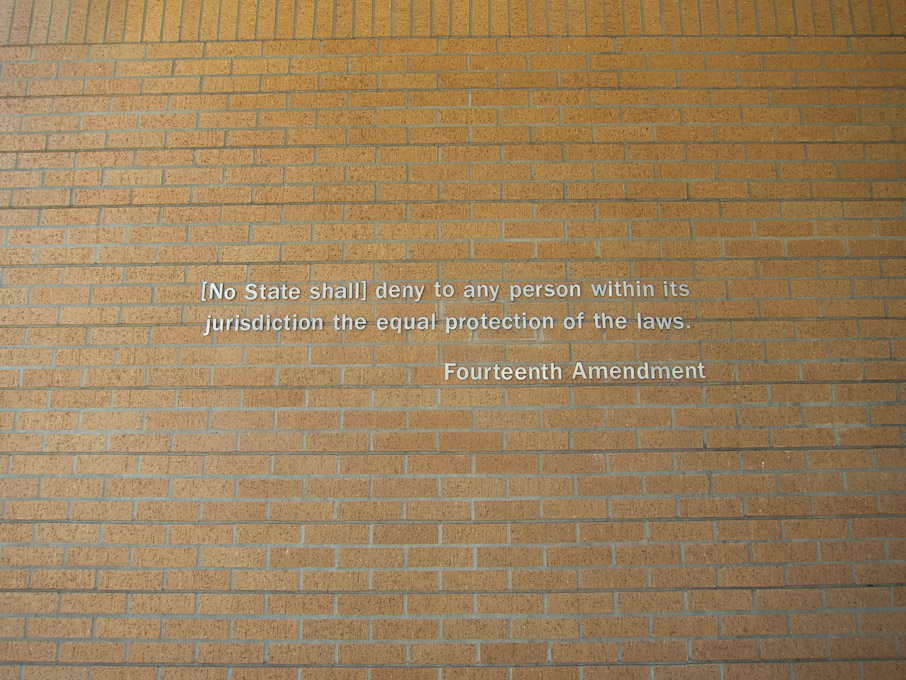 [No State shall] deny to any person within its
jurisdiction the equal protection of the laws.
Fourteenth Amendment